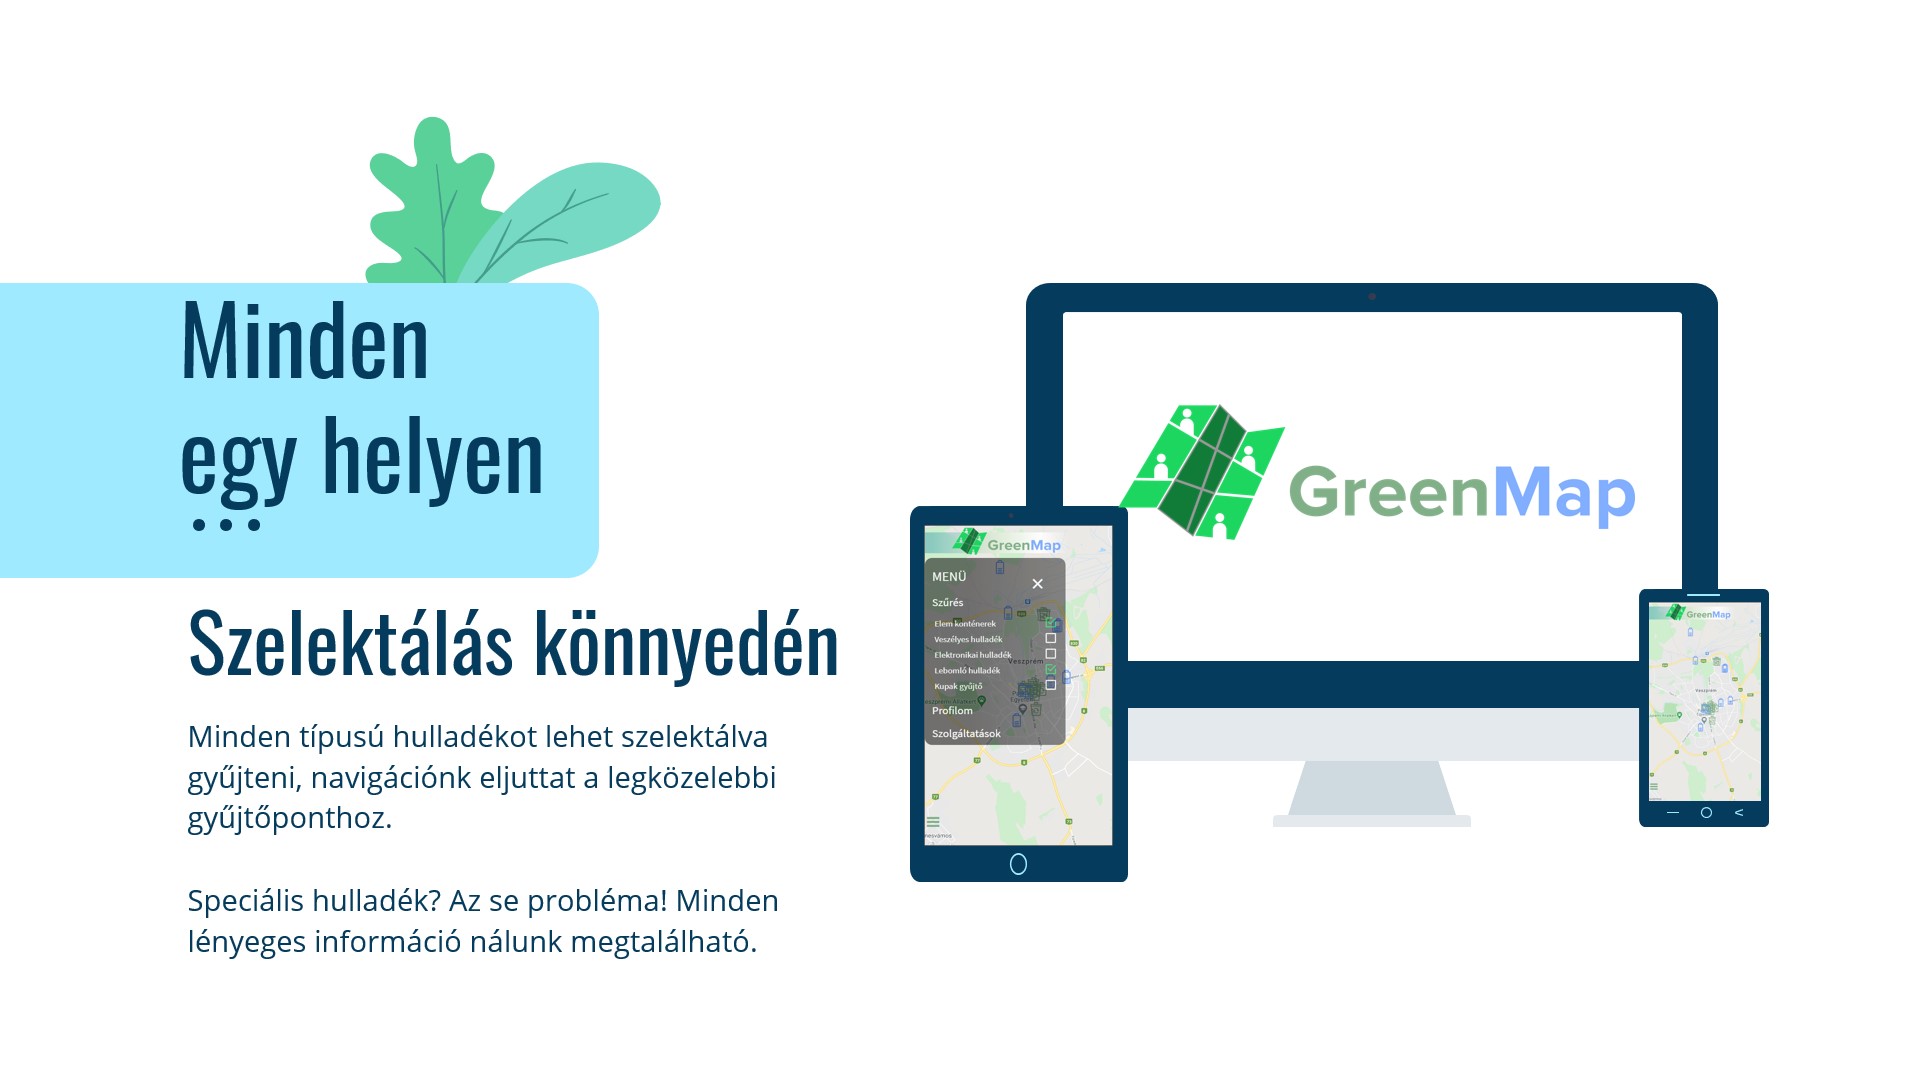 Minden
egy helyen
Szelektálás könnyedén
Minden típusú hulladékot lehet szelektálva
gyűjteni, navigációnk eljuttat a legközelebbi
gyűjtőponthoz.
Speciális hulladék? Az se probléma! Minden
lényeges információ nálunk megtalálható.
GreenMap
GreenMap
MENÜ
Szűrés
Elem konténerek
Veszélyes hulladék
Elektronikai hulladék
Veszprém
Lebomló hulladék
Kupak gyűjtő
Profilom
Szolgáltatások
GreenMap
Veszprém